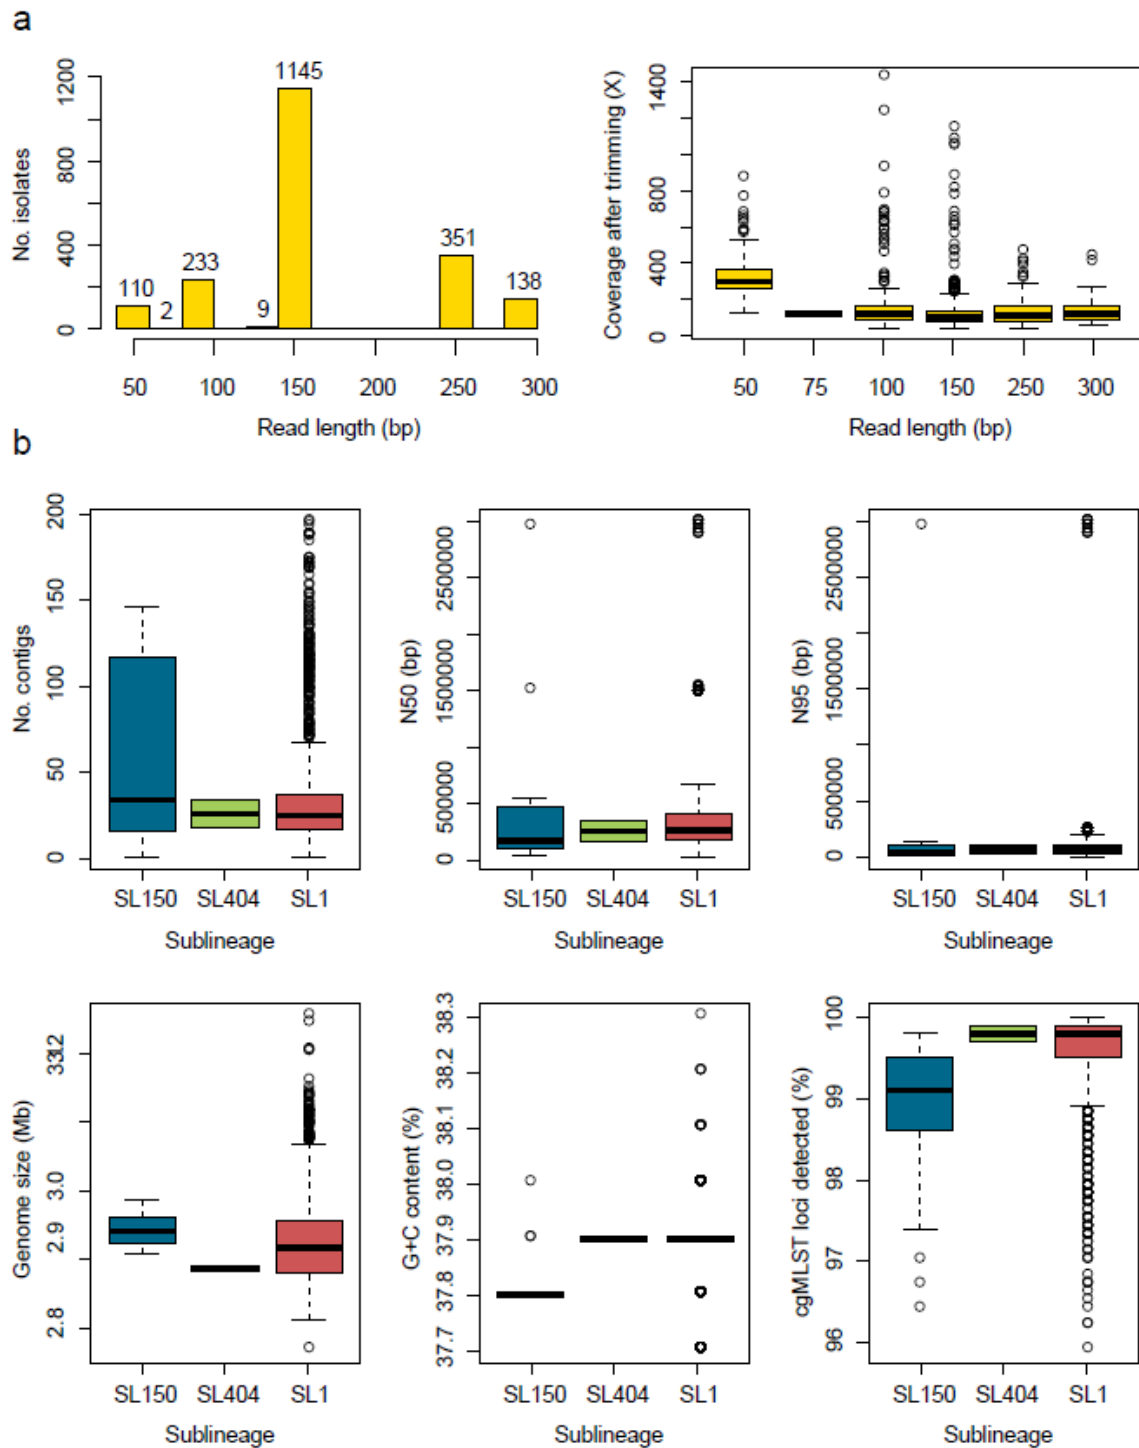 a
No. isolates
0
400
800
1200
110
2
233
9
1145
351
138
50
100
150
200
250
300
Read length (bp)
Coverage after trimming (X)
0
400
800
1400
50
75
100
150
250
300
Read length (bp)
b
No. contigs
0
50
100
150
200
SL150
SL404
SL1
Sublineage
N50 (bp)
0
500000
1500000
2500000
SL150
SL404
SL1
Sublineage
N95 (bp)
0
500000
1500000
2500000
SL150
SL404
SL1
Sublineage
Genome size (Mb)
2.8
2.9
3.0
33.2
SL150
SL404
SL1
Sublineage
G+C content (%)
37.7
37.8
37.9
38.0
38.1
38.2
38.3
SL150
SL404
SL1
Sublineage
cgMLST loci detected (%)
96
97
98
99
100
SL150
SL404
SL1
Sublineage